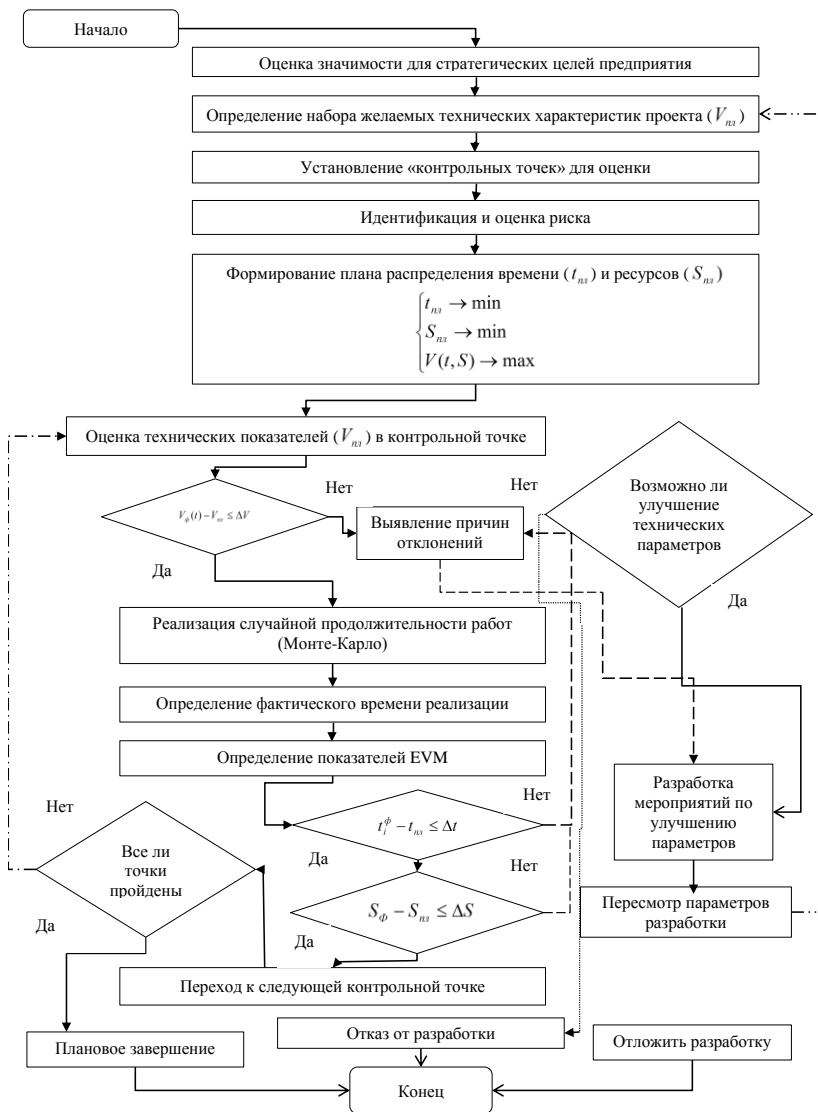 Начало
Оценка значимости для стратегических целей предприятия
Определение набора желаемых технических характеристик проекта (V_пл)
Установление «контрольных точек» для оценки
Идентификация и оценка риска
Формирование плана распределения времени (t_пл) и ресурсов (S_пл)
t_пл → min
S_пл → min
V(t, S) → max
Оценка технических показателей (V_пл) в контрольной точке
Нет
V_ф(t) – V_пл ≤ ΔV
Да
Выявление причин
отклонений
Нет
Возможно ли
улучшение
технических
параметров
Да
Реализация случайной продолжительности работ
(Монте-Карло)
Определение фактического времени реализации
Определение показателей EVM
Нет
t_i^ф – t_пл ≤ Δt
Да
Нет
S_Ф – S_пл ≤ ΔS
Да
Разработка
мероприятий по
улучшению
параметров
Пересмотр параметров
разработки
Нет
Все ли
точки
пройдены
Да
Переход к следующей контрольной точке
Отказ от разработки
Плановое завершение
Отложить разработку
Конец